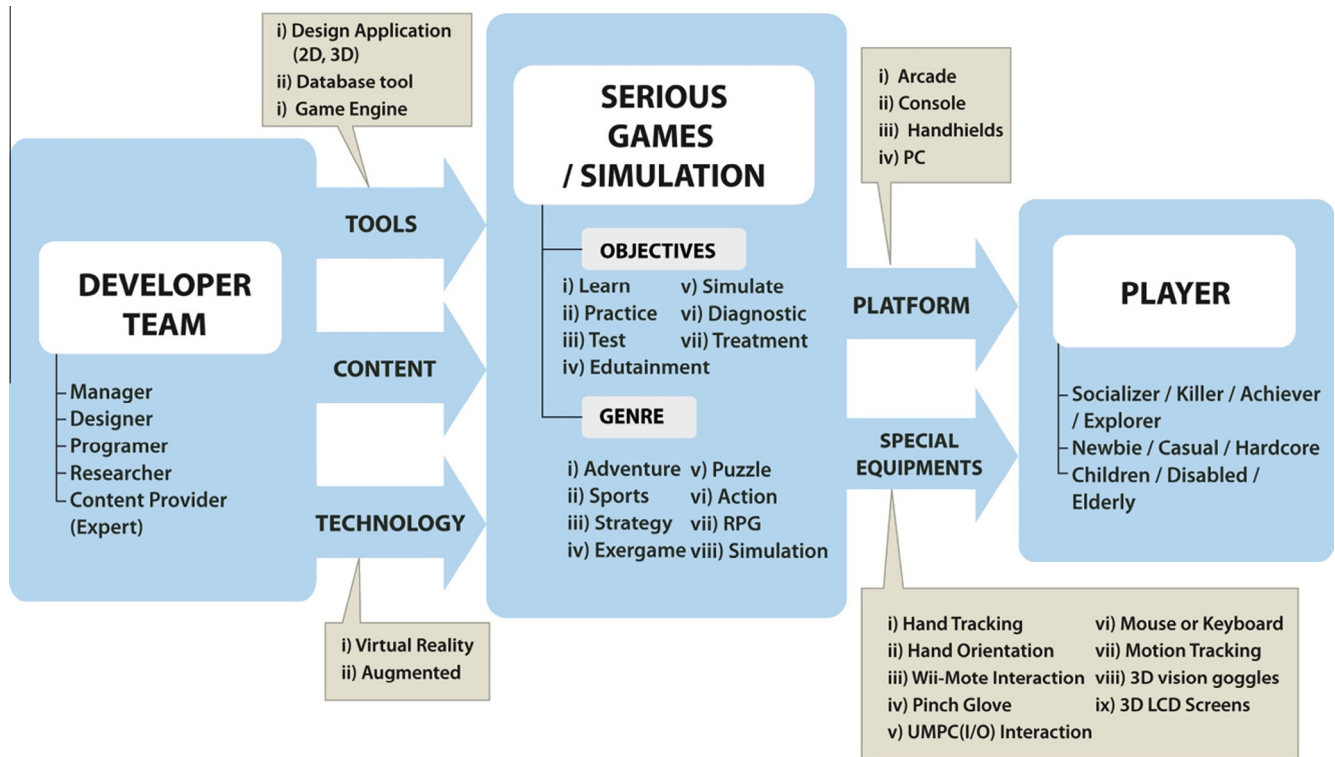 i) Design Application
(2D, 3D)
ii) Database tool
i) Game Engine
DEVELOPER
TEAM
Manager
Designer
Programer
Researcher
Content Provider
(Expert)
TOOLS
CONTENT
TECHNOLOGY
i) Virtual Reality
ii) Augmented
SERIOUS
GAMES
/ SIMULATION
OBJECTIVES
i) Learn
ii) Practice
iii) Test
iv) Edutainment
v) Simulate
vi) Diagnostic
vii) Treatment
GENRE
i) Adventure
ii) Sports
iii) Strategy
iv) Exergame
v) Puzzle
vi) Action
vii) RPG
viii) Simulation
i) Arcade
ii) Console
iii) Handhields
iv) PC
PLATFORM
SPECIAL
EQUIPMENTS
i) Hand Tracking
ii) Hand Orientation
iii) Wii-Mote Interaction
iv) Pinch Glove
v) UMPC(I/O) Interaction
vi) Mouse or Keyboard
vii) Motion Tracking
viii) 3D vision goggles
ix) 3D LCD Screens
PLAYER
Socializer / Killer / Achiever
/ Explorer
Newbie / Casual / Hardcore
Children / Disabled /
Elderly